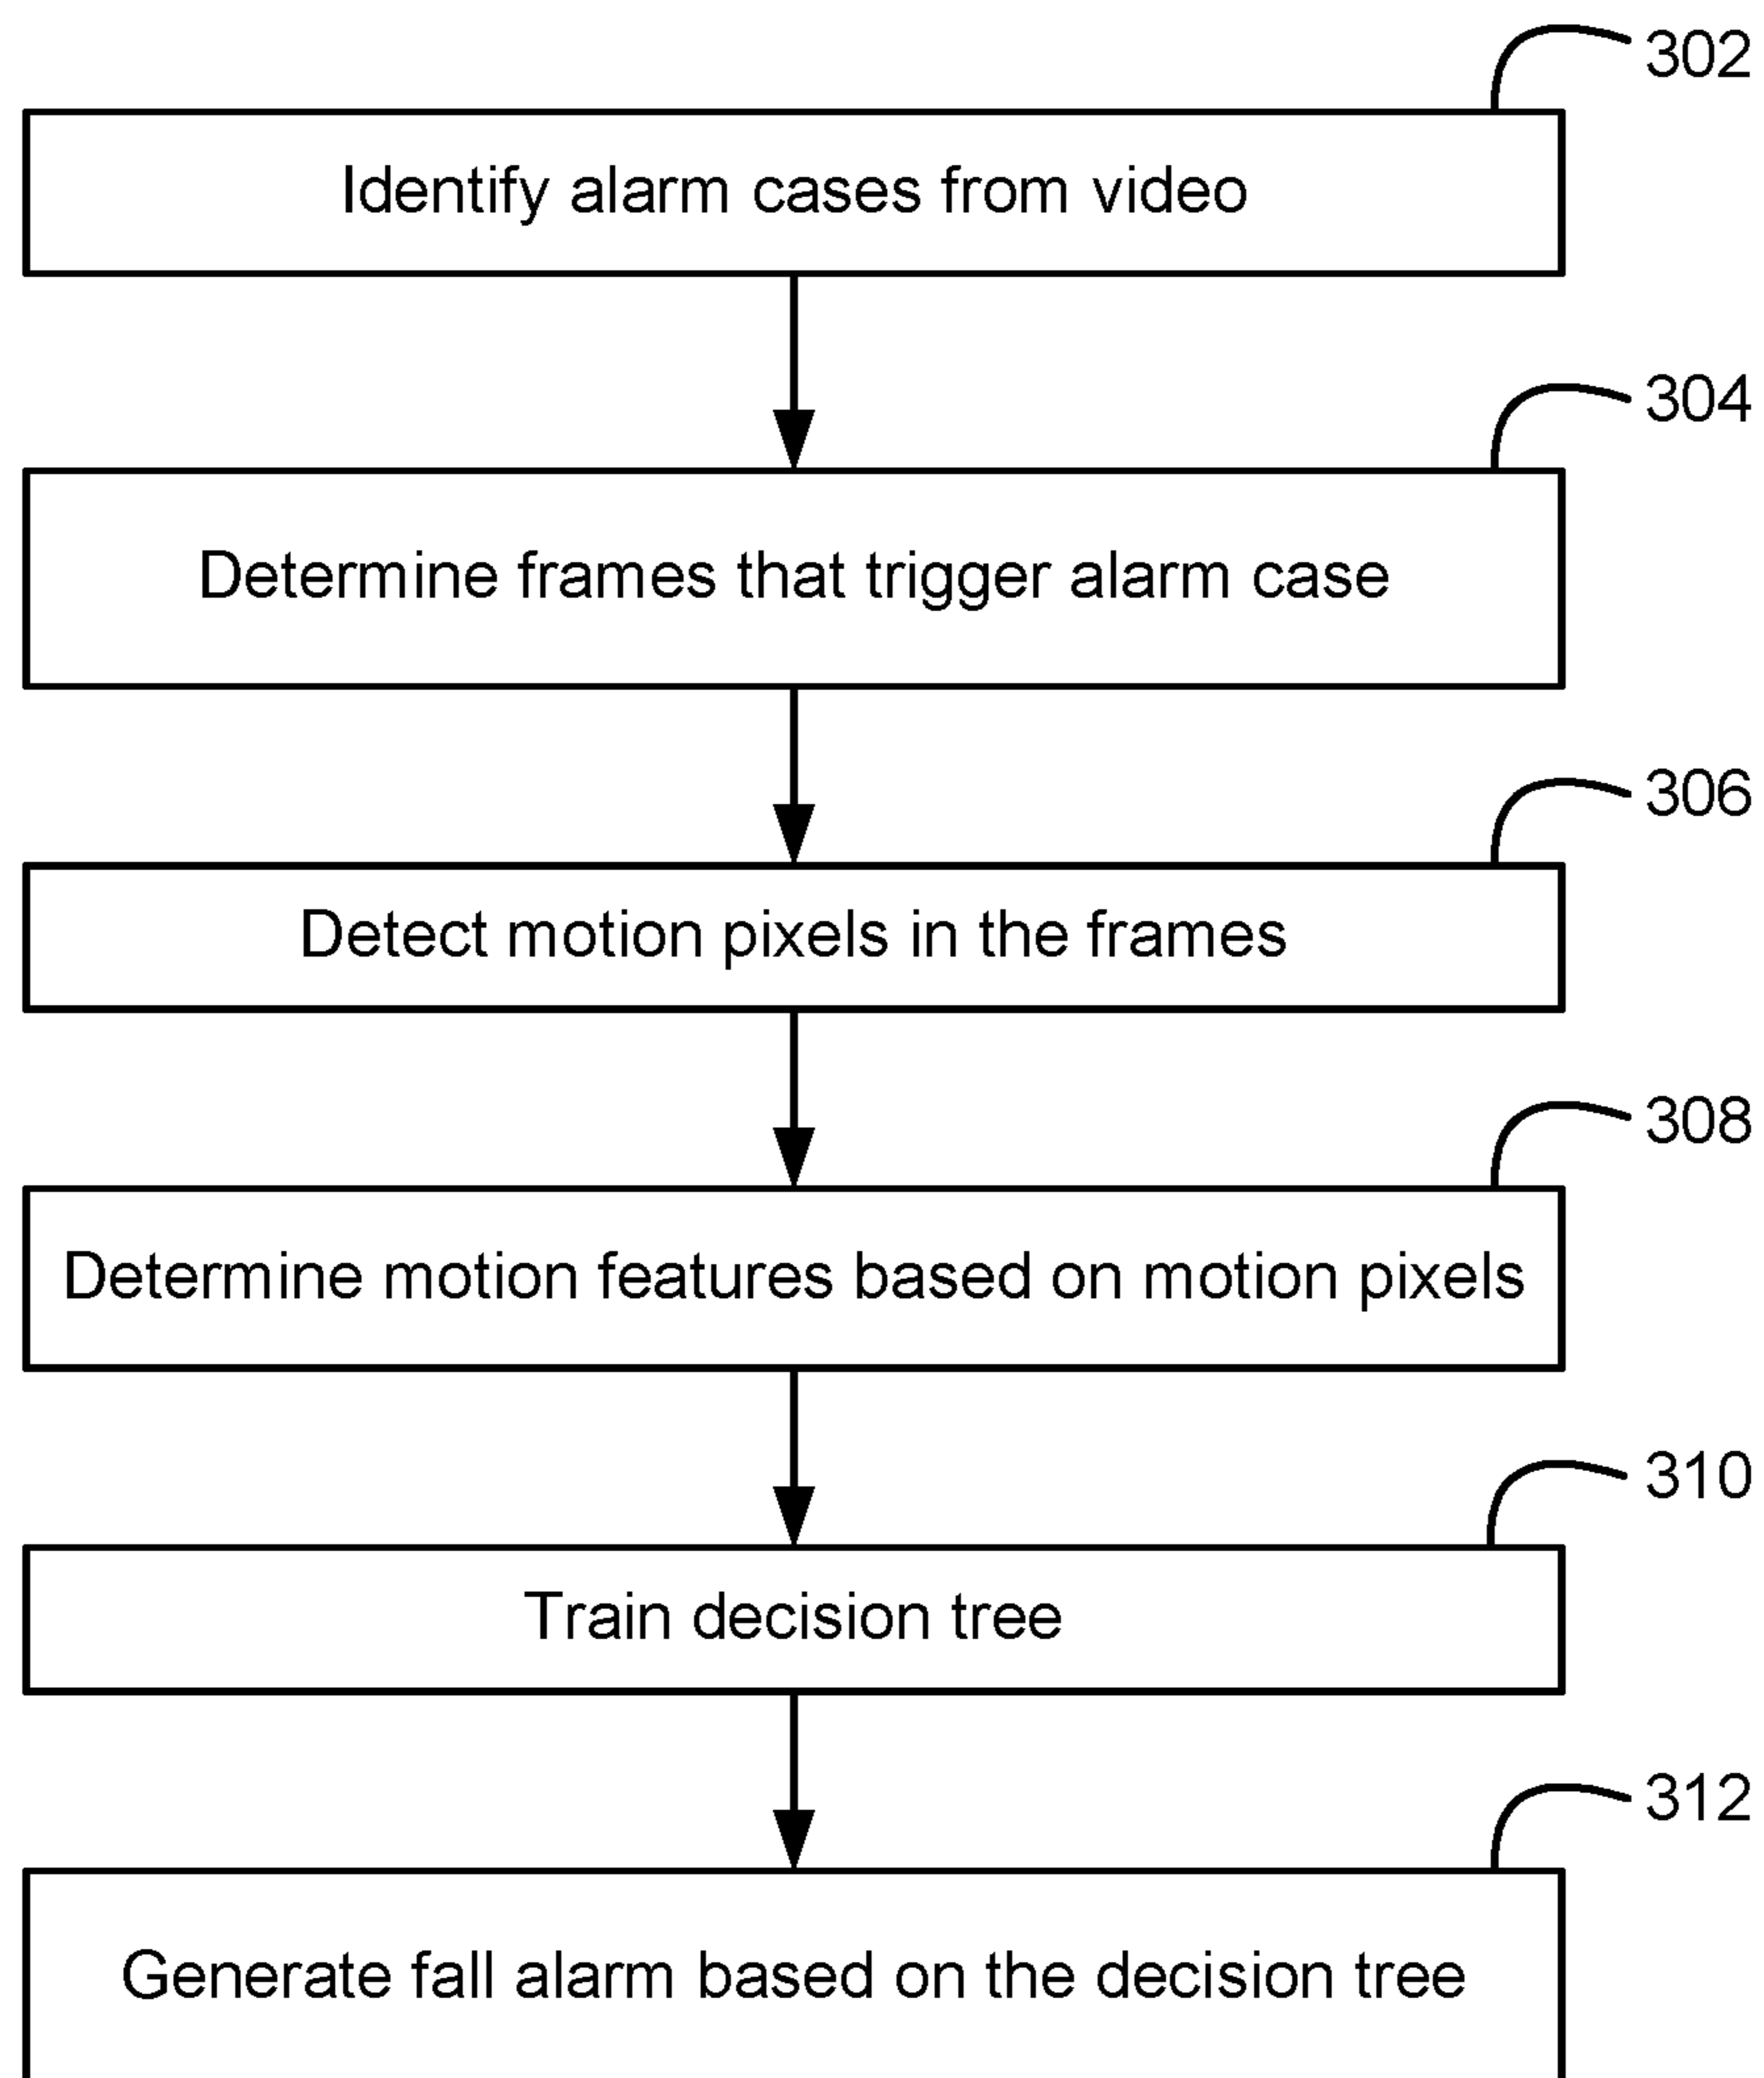 302
Identify alarm cases from video
304
Determine frames that trigger alarm case
306
Detect motion pixels in the frames
308
Determine motion features based on motion pixels
310
Train decision tree
312
Generate fall alarm based on the decision tree